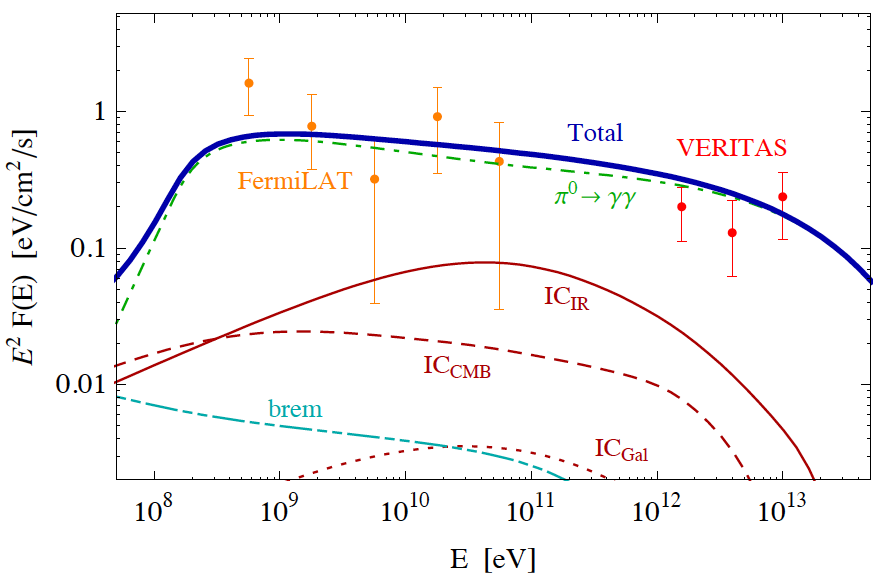 E² F(E) [eV/cm²/s]
1
0.1
0.01
Total
VERITAS
FermiLAT
π⁰→ γγ
IC_IR
IC_CMB
brem
IC_Gal
10⁸ 10⁹ 10¹⁰ 10¹¹ 10¹² 10¹³
E [eV]